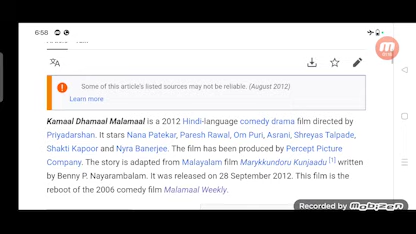 6:58
Some of this article's listed sources may not be reliable. (August 2012)
Learn more
Kamaal Dhamaal Malamaal is a 2012 Hindi-language comedy drama film directed by
Priyadarshan. It stars Nana Patekar, Paresh Rawal, Om Puri, Asrani, Shreyas Talpade,
Shakti Kapoor and Nyra Banerjee. The film has been produced by Percept Picture
Company. The story is adapted from Malayalam film Marykkunduru Kunjaadu [1] written
by Benny P. Nayarambalam. It was released on 28 September 2012. This film is the
reboot of the 2006 comedy film Malamaal Weekly.
Recorded by Mobizen